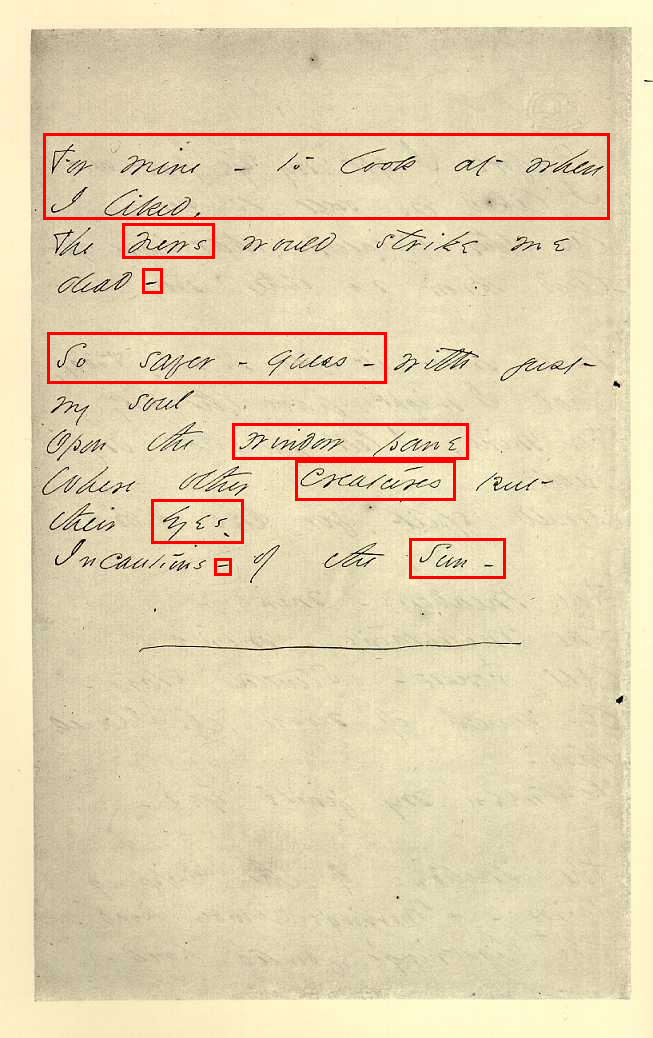 For mine - to look at when
I liked.
The news would strike me
dead -
So safer - guess - with just
my soul
Opon the window pane
Where other creatures put
their eyes.
Incautious - of the Sun -